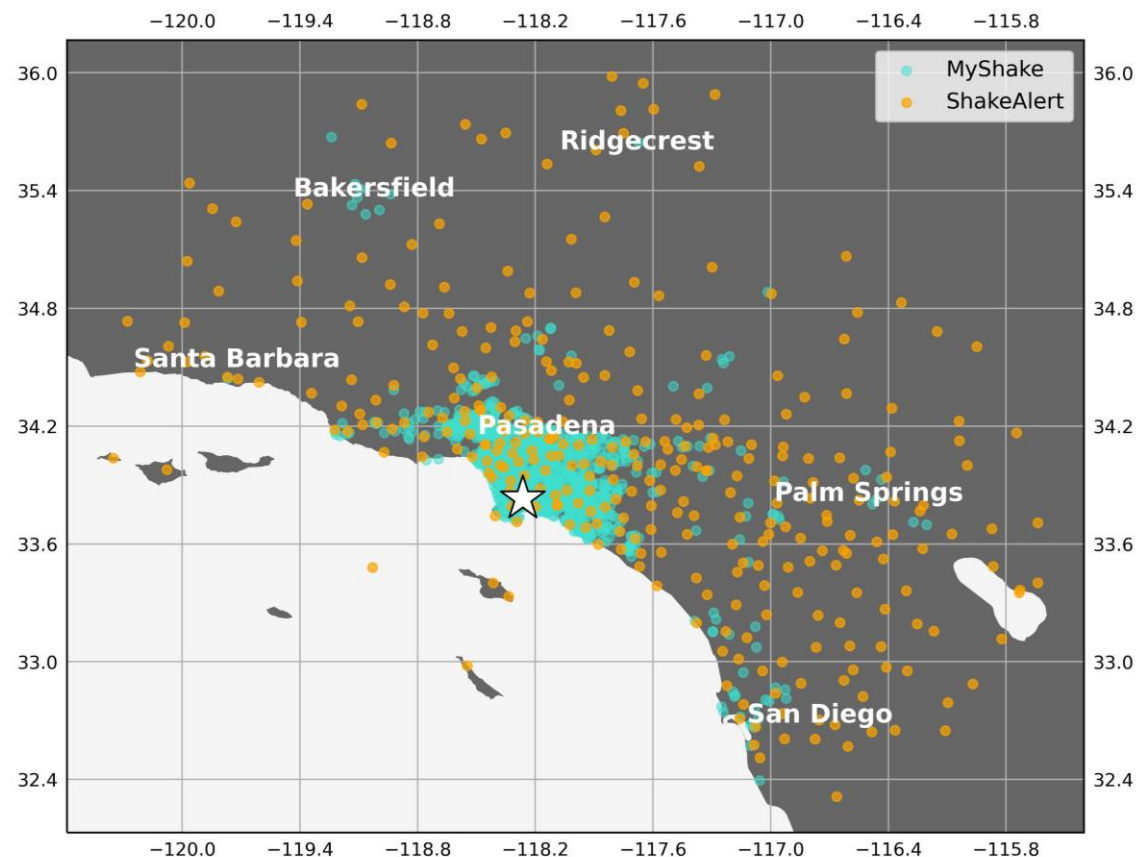 −120.0 −119.4 −118.8 −118.2 −117.6 −117.0 −116.4 −115.8
36.0 36.0
MyShake
ShakeAlert
Ridgecrest
Bakersfield
35.4 35.4
34.8 34.8
Santa Barbara
34.2 34.2
Pasadena
Palm Springs
33.6 33.6
33.0 33.0
San Diego
32.4 32.4
−120.0 −119.4 −118.8 −118.2 −117.6 −117.0 −116.4 −115.8